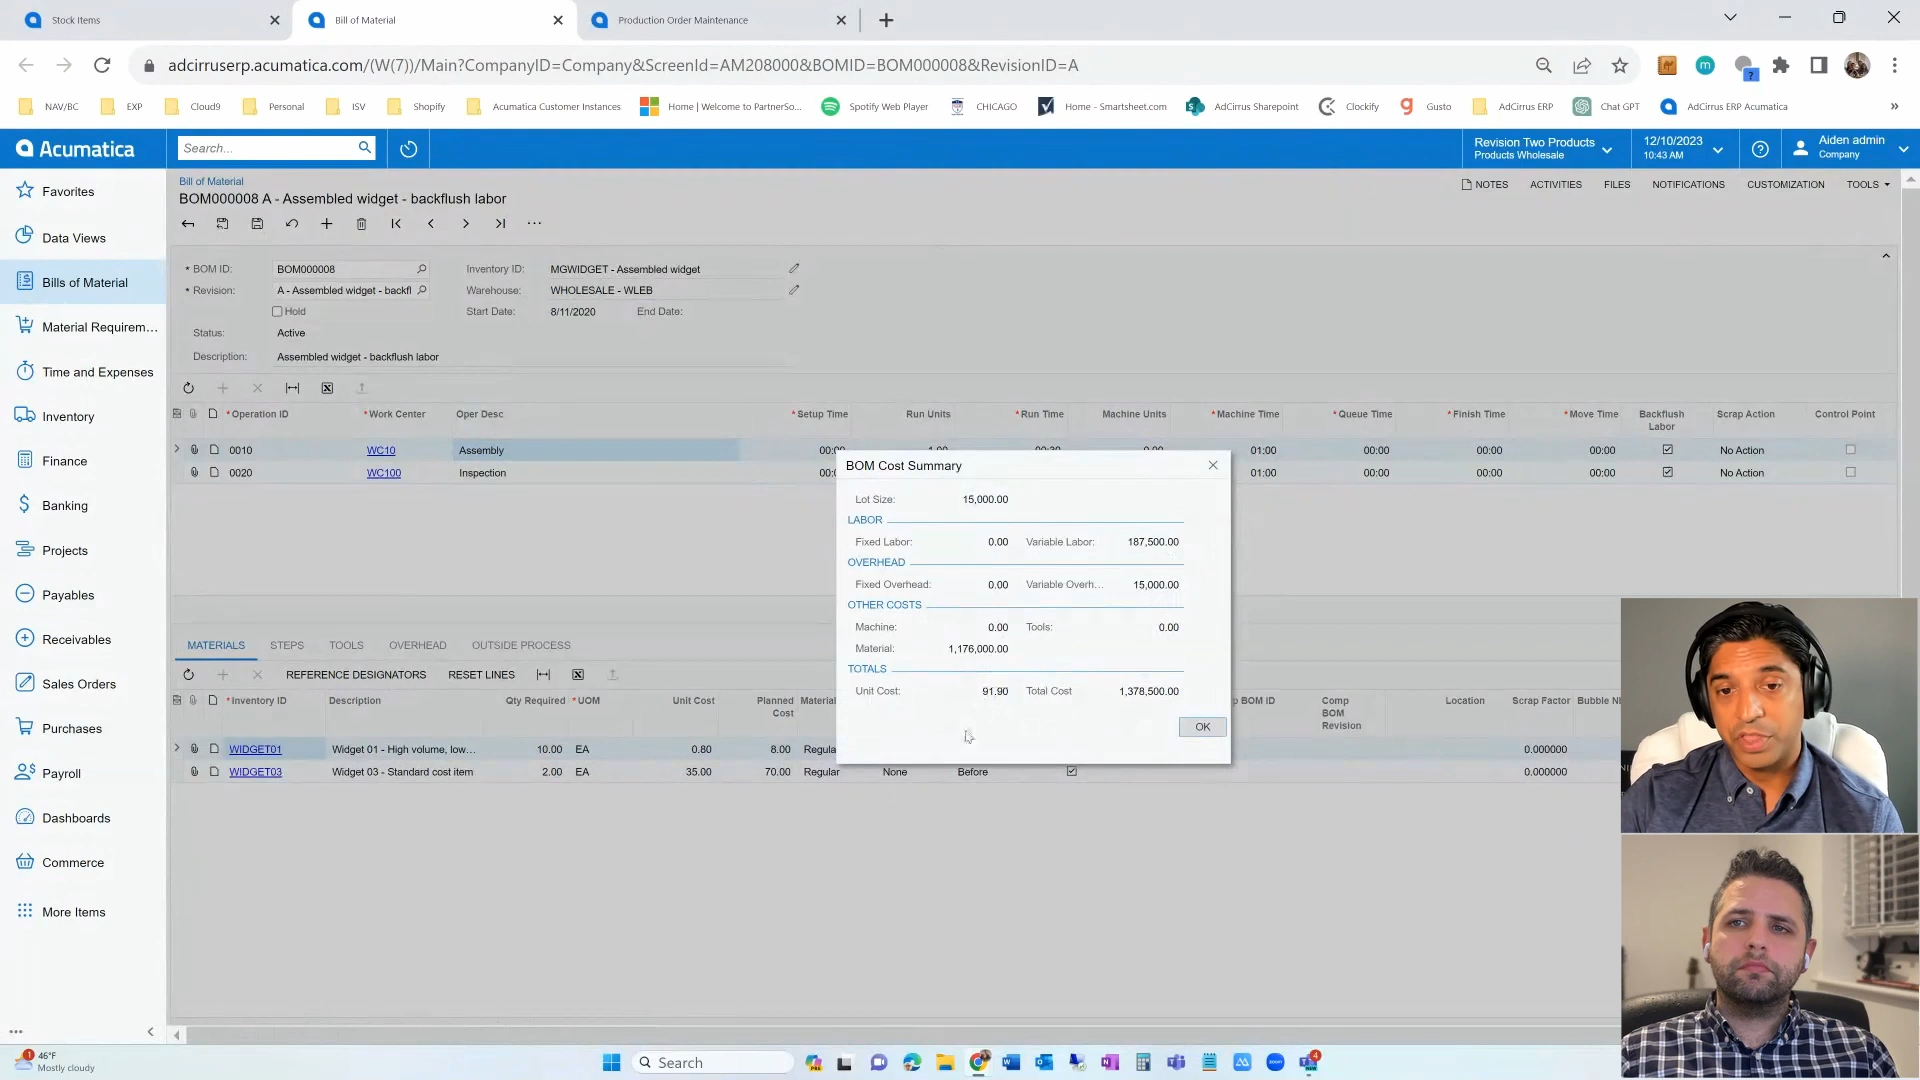 Stock Items
Bill of Material
Production Order Maintenance
adcirruserp.acumatica.com/(W(7))/Main?CompanyID=Company&ScreenId=AM208000&BOMID=BOM000008&RevisionID=A
NAV/BC EXP Cloud9 Personal ISV Shopify Acumatica Customer Instances Home | Welcome to PartnerSo... Spotify Web Player CHICAGO Home - Smartsheet.com AdCirrus Sharepoint Clockify Gusto AdCirrus ERP Chat GPT AdCirrus ERP Acumatica
Acumatica
Search...
Revision Two Products
Products Wholesale
12/10/2023
10:43 AM
Aiden admin
Company
Favorites
Data Views
Bills of Material
Material Requirem...
Time and Expenses
Inventory
Finance
Banking
Projects
Payables
Receivables
Sales Orders
Purchases
Payroll
Dashboards
Commerce
More Items
Bill of Material
BOM000008 A - Assembled widget - backflush labor
NOTES ACTIVITIES FILES NOTIFICATIONS CUSTOMIZATION TOOLS
* BOM ID: BOM000008 Inventory ID: MGWIDGET - Assembled widget
* Revision: A - Assembled widget - backfl Warehouse: WHOLESALE - WLEB
Hold Start Date: 8/11/2020 End Date:
Status: Active
Description: Assembled widget - backflush labor
* Operation ID * Work Center Oper Desc * Setup Time Run Units * Run Time Machine Units * Machine Time * Queue Time * Finish Time * Move Time Backflush Labor Scrap Action Control Point
0010 WC10 Assembly 00:00 1.00 00:30 0.00 01:00 00:00 00:00 00:00 No Action
0020 WC100 Inspection 00:0 01:00 00:00 00:00 00:00 No Action
BOM Cost Summary
Lot Size: 15,000.00
LABOR
Fixed Labor: 0.00 Variable Labor: 187,500.00
OVERHEAD
Fixed Overhead: 0.00 Variable Overh... 15,000.00
OTHER COSTS
Machine: 0.00 Tools: 0.00
Material: 1,176,000.00
TOTALS
Unit Cost: 91.90 Total Cost 1,378,500.00
OK
MATERIALS STEPS TOOLS OVERHEAD OUTSIDE PROCESS
REFERENCE DESIGNATORS RESET LINES
* Inventory ID Description Qty Required * UOM Unit Cost Planned Cost Material BOM ID Comp BOM Revision Location Scrap Factor Bubble N
WIDGET01 Widget 01 - High volume, low... 10.00 EA 0.80 8.00 Regula 0.000000
WIDGET03 Widget 03 - Standard cost item 2.00 EA 35.00 70.00 Regular None Before 0.000000
46°F
Mostly cloudy
Search